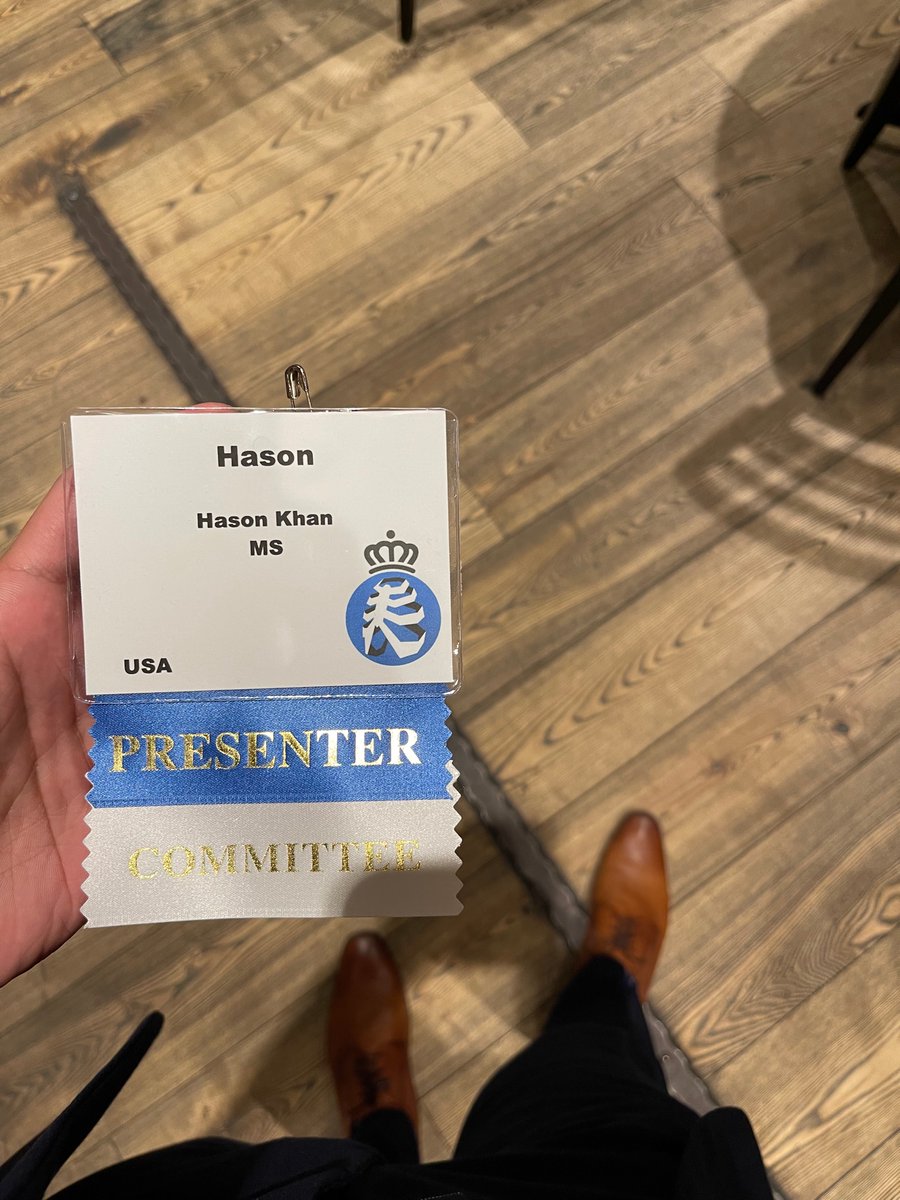 Hason
Hason Khan
MS
USA
PRESENTER
COMMITTEE